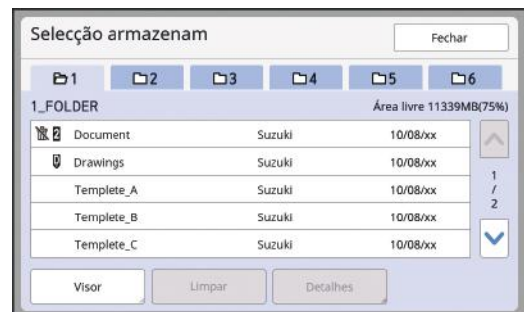 Selecção armazenam
Fechar
1 2 3 4 5 6
1_FOLDER Área livre 11339MB(75%)
2 Document Suzuki 10/08/xx
Drawings Suzuki 10/08/xx
Templete_A Suzuki 10/08/xx
Templete_B Suzuki 10/08/xx
Templete_C Suzuki 10/08/xx
1
/
2
Visor Limpar Detalhes